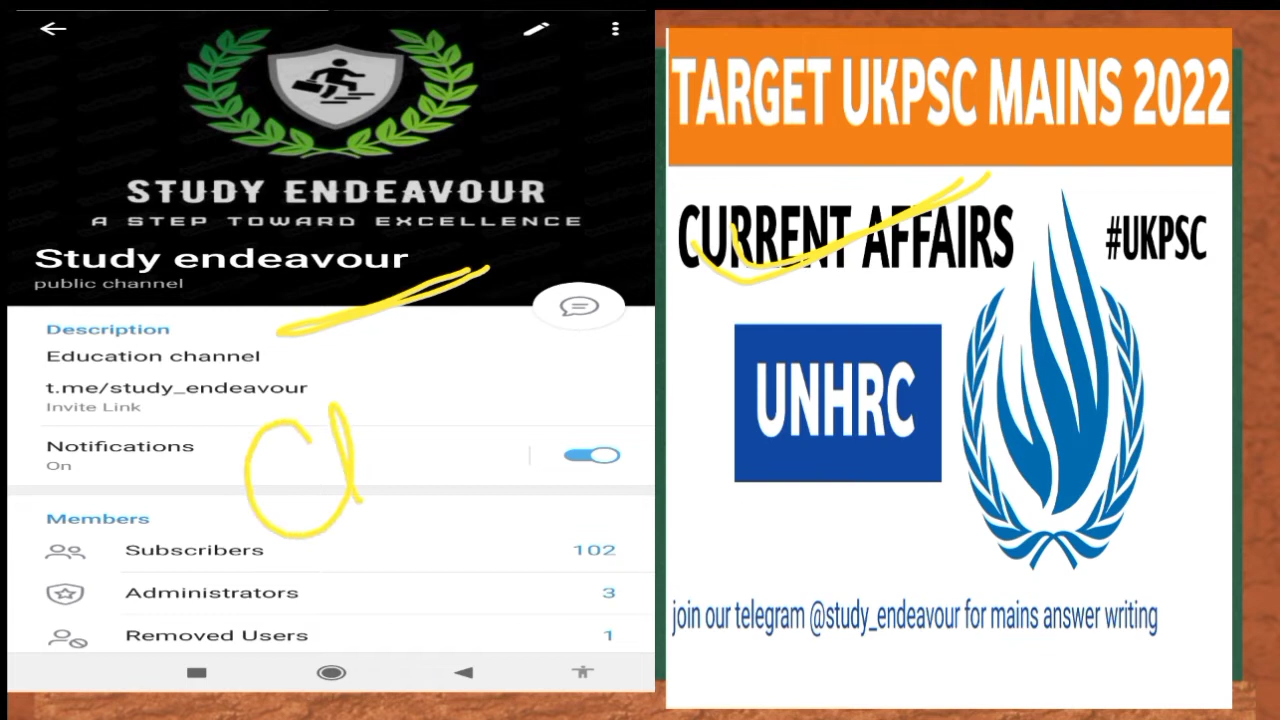 STUDY ENDEAVOUR
A STEP TOWARD EXCELLENCE
Study endeavour
public channel
Description
Education channel
t.me/study_endeavour
Invite Link
Notifications
On
Members
Subscribers 102
Administrators 3
Removed Users 1
TARGET UKPSC MAINS 2022
CURRENT AFFAIRS #UKPSC
UNHRC
join our telegram @study_endeavour for mains answer writing